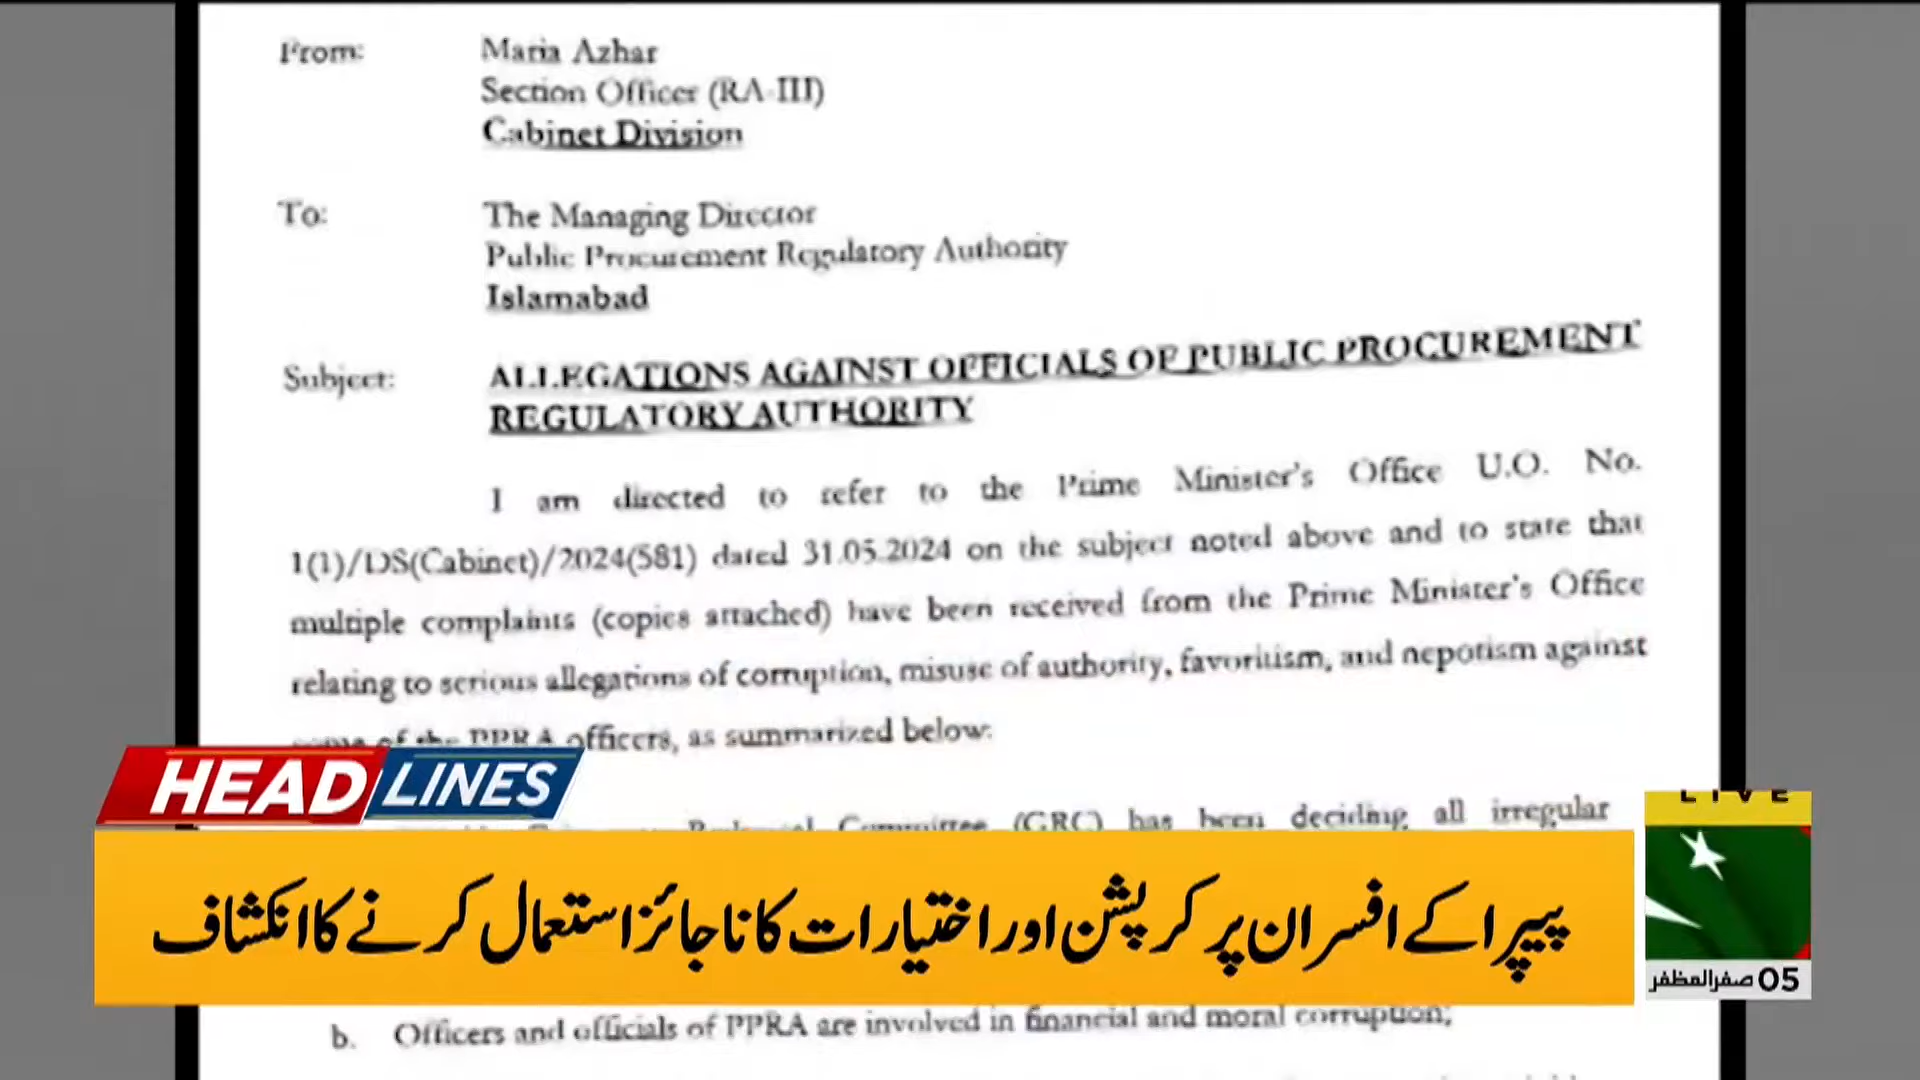 From: Maria Azhar
Section Officer (RA-III)
Cabinet Division
To: The Managing Director
Public Procurement Regulatory Authority
Islamabad
Subject: ALLEGATIONS AGAINST OFFICIALS OF PUBLIC PROCUREMENT
REGULATORY AUTHORITY
I am directed to refer to the Prime Minister's Office U.O. No.
1(1)/DS(Cabinet)/2024(581) dated 31.05.2024 on the subject noted above and to state that
multiple complaints (copies attached) have been received from the Prime Minister's Office
relating to serious allegations of corruption, misuse of authority, favoritism, and nepotism against
some of the PPRA officers, as summarized below:
Committee (GRC) has been deciding all irregular
HEADLINES
پیپرا کے افسران پر کرپشن اور اختیارات کا ناجائز استعمال کرنے کا انکشاف
LIVE
05 صفرالمظفر
b. Officers and officials of PPRA are involved in financial and moral corruption;